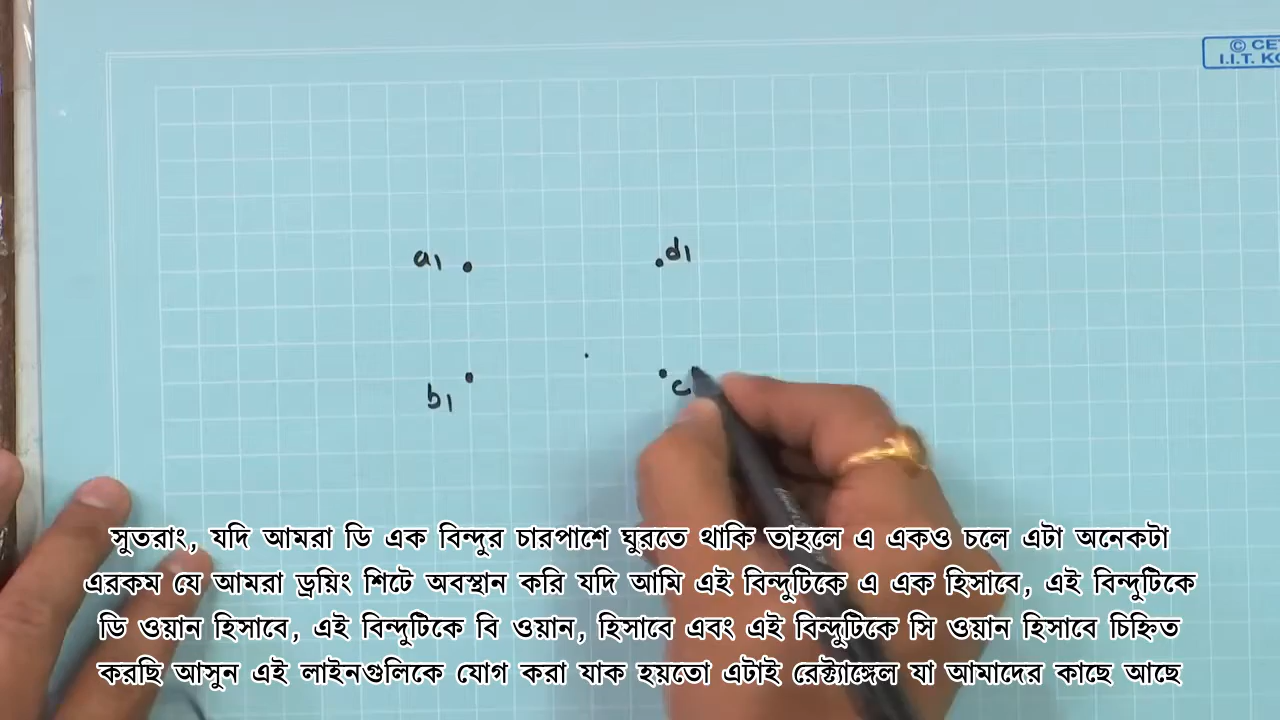 © CET
I.I.T. KG
a1
d1
b1
c
সুতরাং, যদি আমরা ডি এক বিন্দুর চারপাশে ঘুরতে থাকি তাহলে এ একও চলে এটা অনেকটা
এরকম যে আমরা ড্রয়িং শিটে অবস্থান করি যদি আমি এই বিন্দুটিকে এ এক হিসাবে, এই বিন্দুটিকে
ডি ওয়ান হিসাবে, এই বিন্দুটিকে বি ওয়ান, হিসাবে এবং এই বিন্দুটিকে সি ওয়ান হিসাবে চিহ্নিত
করছি আসুন এই লাইনগুলিকে যোগ করা যাক হয়তো এটাই রেক্ট্যাঙ্গেল যা আমাদের কাছে আছে